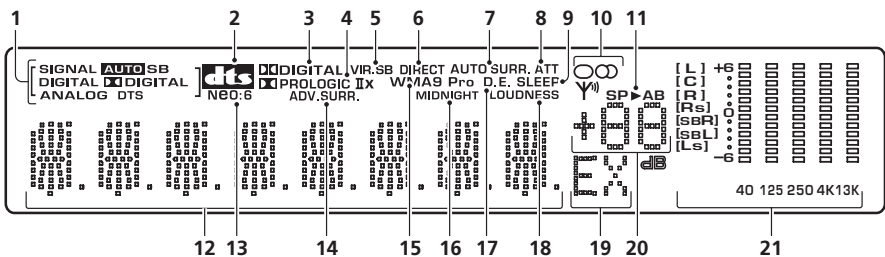 1 2 3 4 5 6 7 8 9 10 11
SIGNAL AUTO SB dts DIGITAL VIR.SB DIRECT AUTO SURR. ATT
DIGITAL DIGITAL PROLOGIC IIx WMA9 Pro D.E. SLEEP
ANALOG DTS Neo:6 ADV.SURR. MIDNIGHT LOUDNESS
SP►AB
+88
dB
EX
[L] +6
[C]
[R]
[Rs] 0
[SBR]
[SBL]
[Ls] -6
40 125 250 4K 13K
12 13 14 15 16 17 18 19 20 21